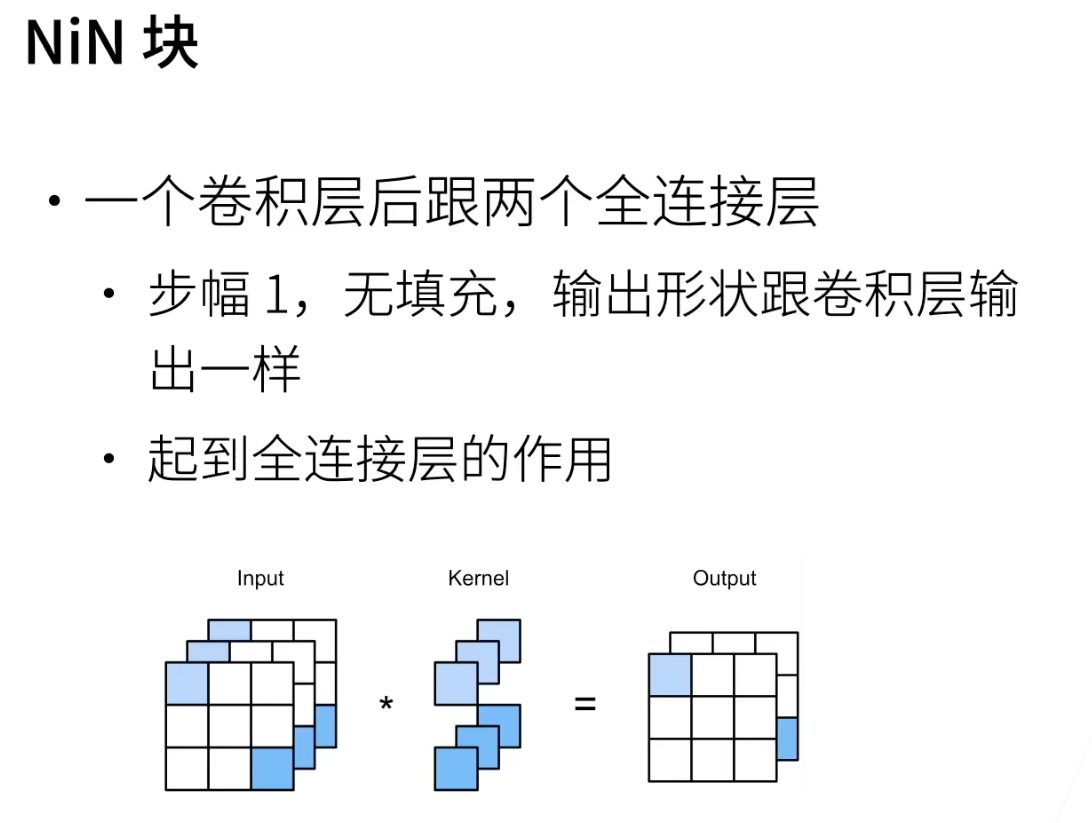 NiN 块
• 一个卷积层后跟两个全连接层
• 步幅 1，无填充，输出形状跟卷积层输
出一样
• 起到全连接层的作用
Input Kernel Output
* =